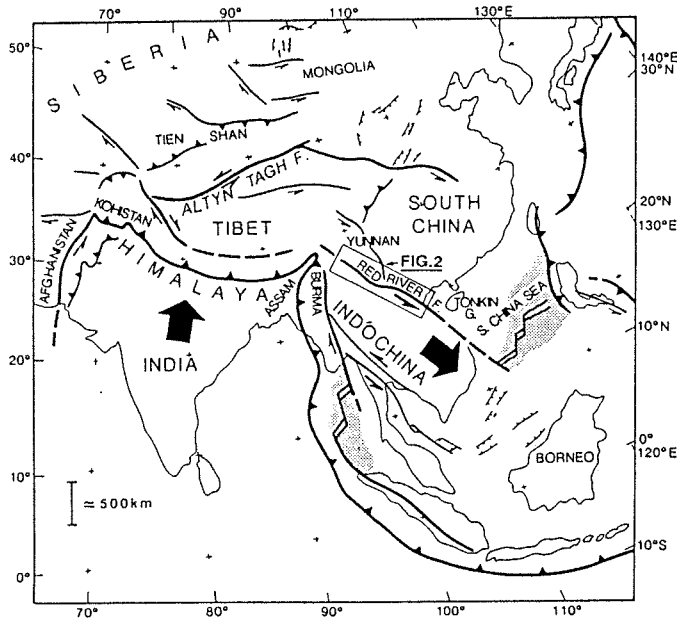 70° 80° 90° 110° 130°E
50°
40°
30°
20°
10°
0°
140°E
30°N
20°N
130°E
10°N
0°
120°E
10°S
SIBERIA
MONGOLIA
TIEN SHAN
ALTYN TAGH F.
KOHISTAN
TIBET
SOUTH
CHINA
AFGHANISTAN
HIMALAYA
YUNNAN
FIG.2
RED RIVER F.
TONKIN
G.
S. CHINA SEA
ASSAM
BURMA
INDOCHINA
INDIA
BORNEO
≃ 500km
70° 80° 90° 100° 110°